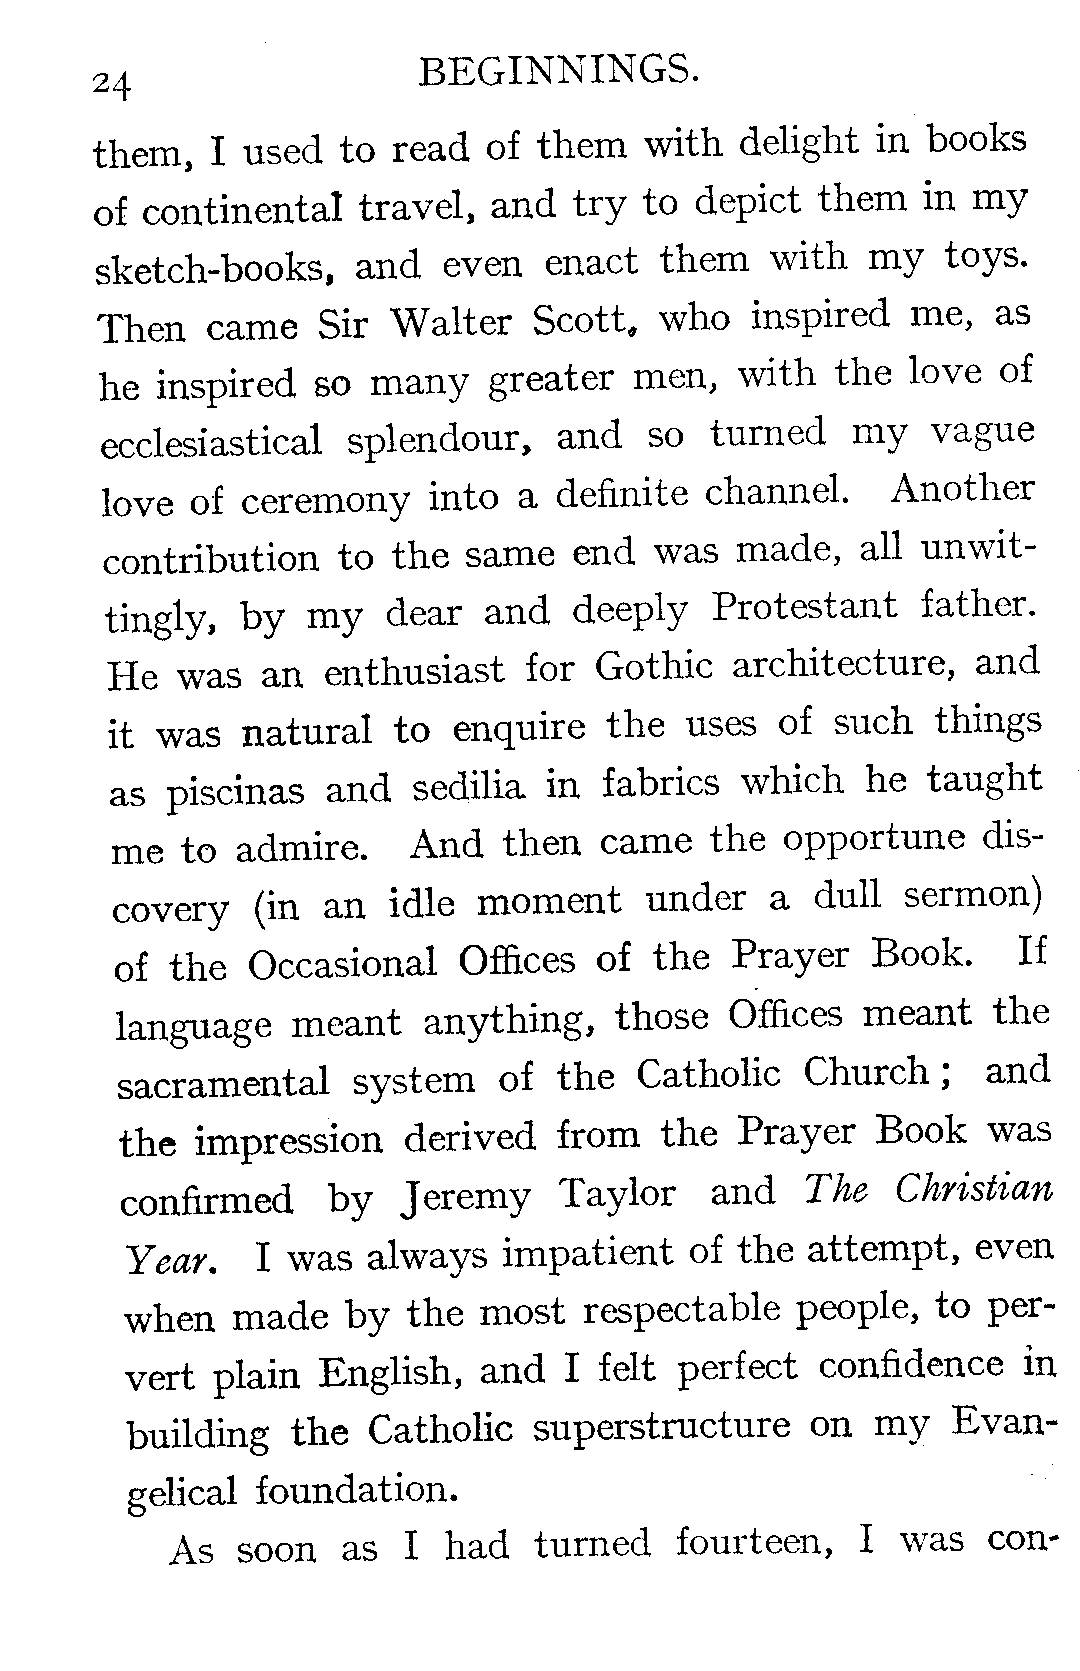 24 BEGINNINGS.
them, I used to read of them with delight in books
of continental travel, and try to depict them in my
sketch-books, and even enact them with my toys.
Then came Sir Walter Scott, who inspired me, as
he inspired so many greater men, with the love of
ecclesiastical splendour, and so turned my vague
love of ceremony into a definite channel. Another
contribution to the same end was made, all unwit-
tingly, by my dear and deeply Protestant father.
He was an enthusiast for Gothic architecture, and
it was natural to enquire the uses of such things
as piscinas and sedilia in fabrics which he taught
me to admire. And then came the opportune dis-
covery (in an idle moment under a dull sermon)
of the Occasional Offices of the Prayer Book. If
language meant anything, those Offices meant the
sacramental system of the Catholic Church; and
the impression derived from the Prayer Book was
confirmed by Jeremy Taylor and The Christian
Year. I was always impatient of the attempt, even
when made by the most respectable people, to per-
vert plain English, and I felt perfect confidence in
building the Catholic superstructure on my Evan-
gelical foundation.
As soon as I had turned fourteen, I was con-